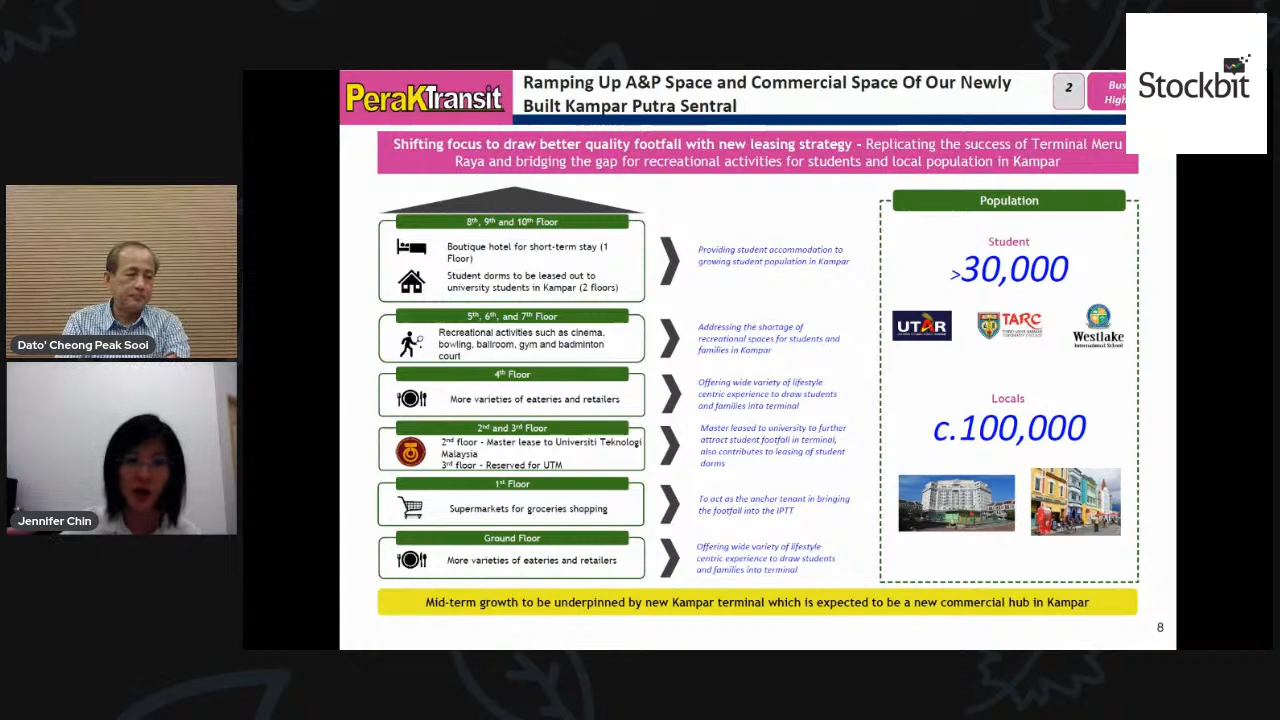 Stockbit
PeraKTransit
Ramping Up A&P Space and Commercial Space Of Our Newly
Built Kampar Putra Sentral
2
Shifting focus to draw better quality footfall with new leasing strategy - Replicating the success of Terminal Meru
Raya and bridging the gap for recreational activities for students and local population in Kampar
8th, 9th and 10th Floor
Boutique hotel for short-term stay (1
Floor)
Student dorms to be leased out to
university students in Kampar (2 floors)
Providing student accommodation to
growing student population in Kampar
5th, 6th, and 7th Floor
Recreational activities such as cinema,
bowling, ballroom, gym and badminton
court
Addressing the shortage of
recreational spaces for students and
families in Kampar
4th Floor
More varieties of eateries and retailers
Offering wide variety of lifestyle
centric experience to draw students
and families into terminal
2nd and 3rd Floor
2nd floor - Master lease to Universiti Teknologi
Malaysia
3rd floor - Reserved for UTM
Master leased to university to further
attract student footfall in terminal,
also contributes to leasing of student
dorms
1st Floor
Supermarkets for groceries shopping
To act as the anchor tenant in bringing
the footfall into the IPTT
Ground Floor
More varieties of eateries and retailers
Offering wide variety of lifestyle
centric experience to draw students
and families into terminal
Population
Student
>30,000
UTAR
TARC
Westlake
International School
Locals
c.100,000
Mid-term growth to be underpinned by new Kampar terminal which is expected to be a new commercial hub in Kampar
8
Dato' Cheong Peak Sooi
Jennifer Chin